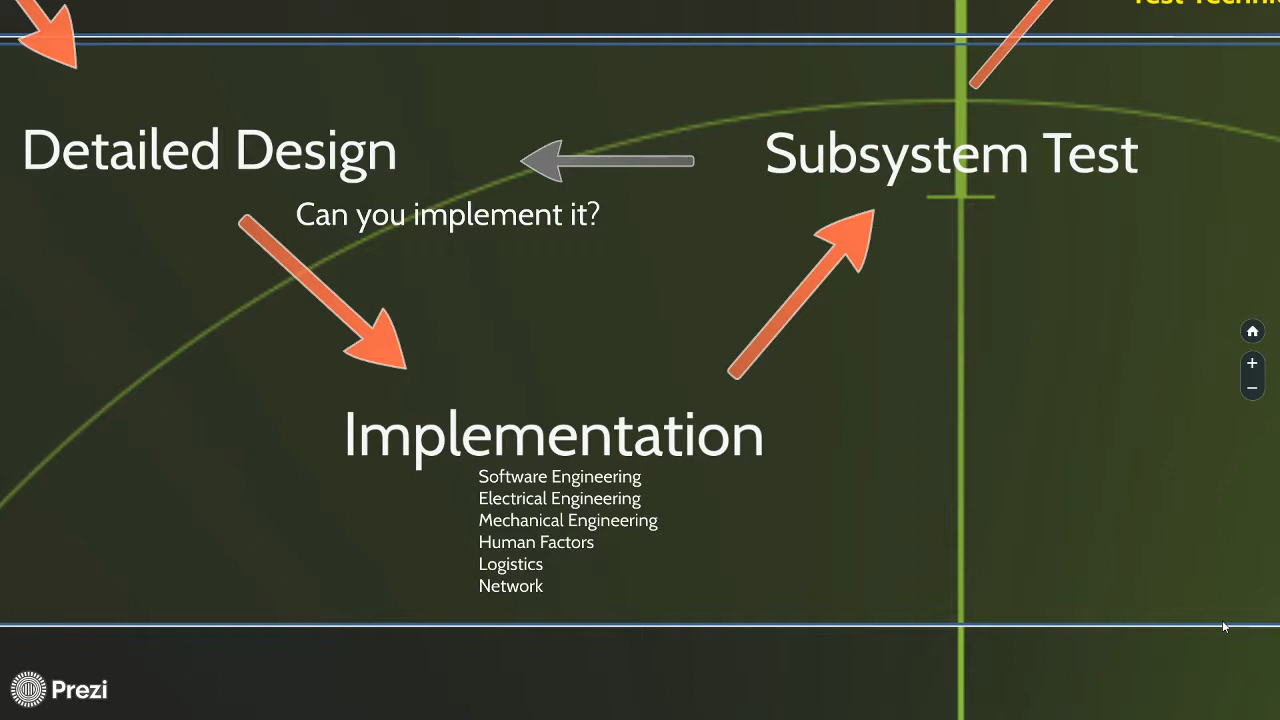 Detailed Design
Subsystem Test
Can you implement it?
Implementation
Software Engineering
Electrical Engineering
Mechanical Engineering
Human Factors
Logistics
Network
Prezi